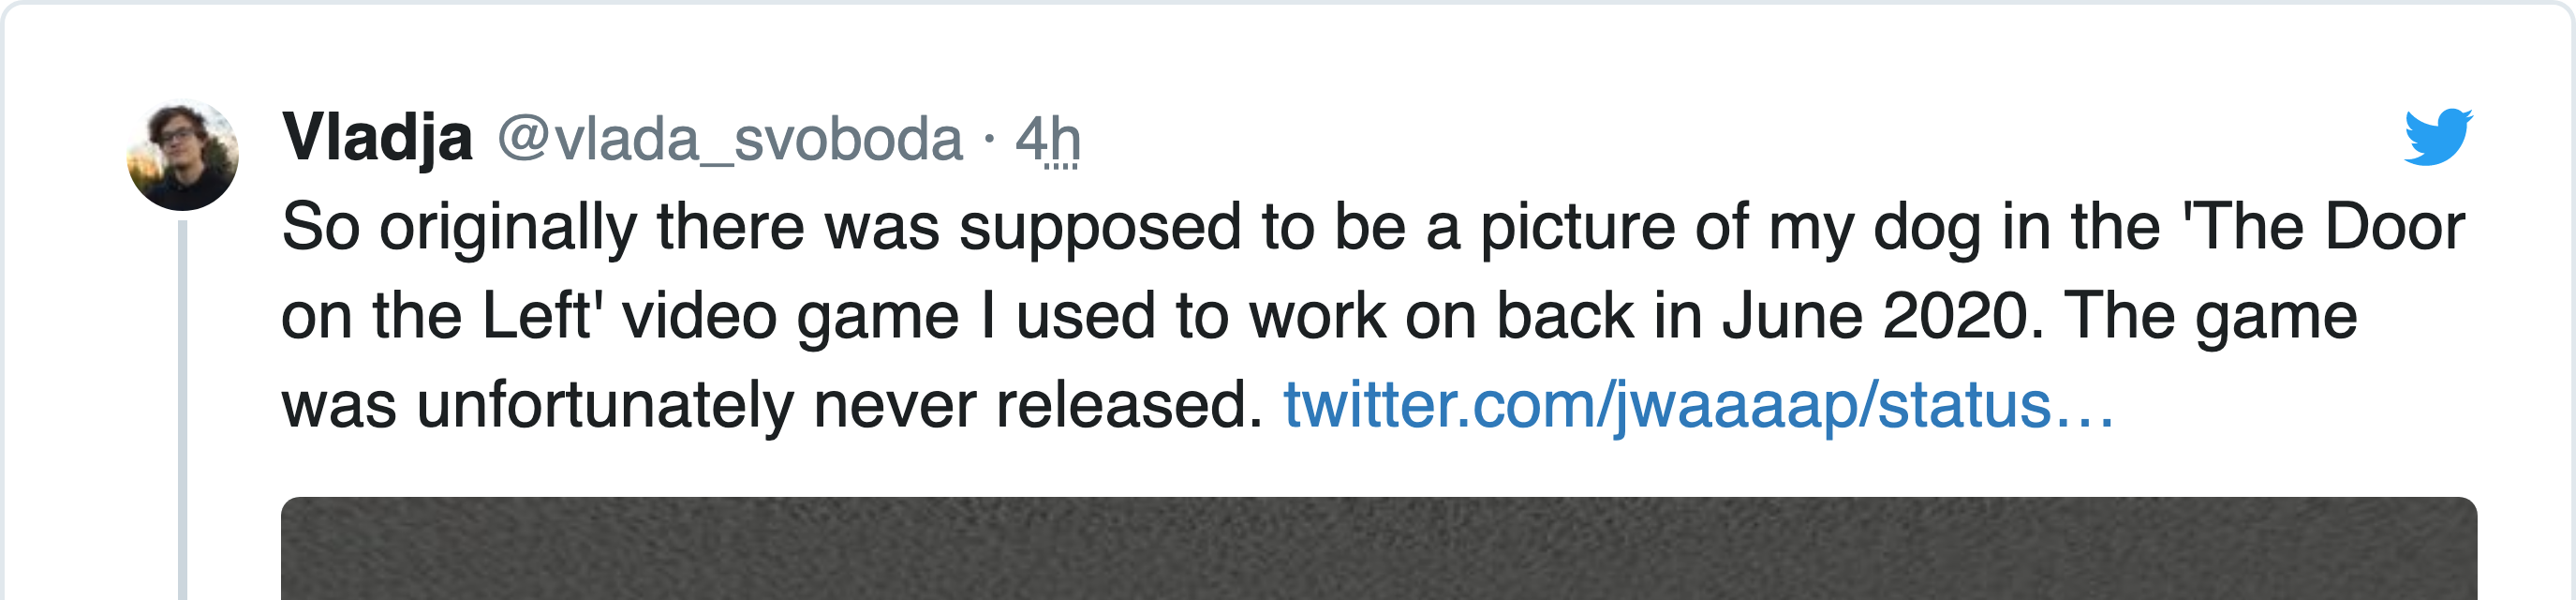 Vladja @vlada_svoboda · 4h
So originally there was supposed to be a picture of my dog in the 'The Door
on the Left' video game I used to work on back in June 2020. The game
was unfortunately never released. twitter.com/jwaaaap/status…